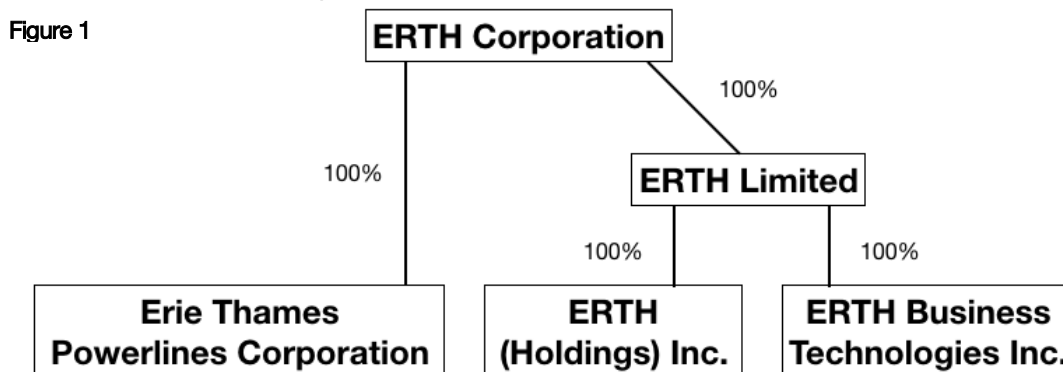 Figure 1
ERTH Corporation
100%
100%
ERTH Limited
100%
100%
Erie Thames
Powerlines Corporation
ERTH
(Holdings) Inc.
ERTH Business
Technologies Inc.